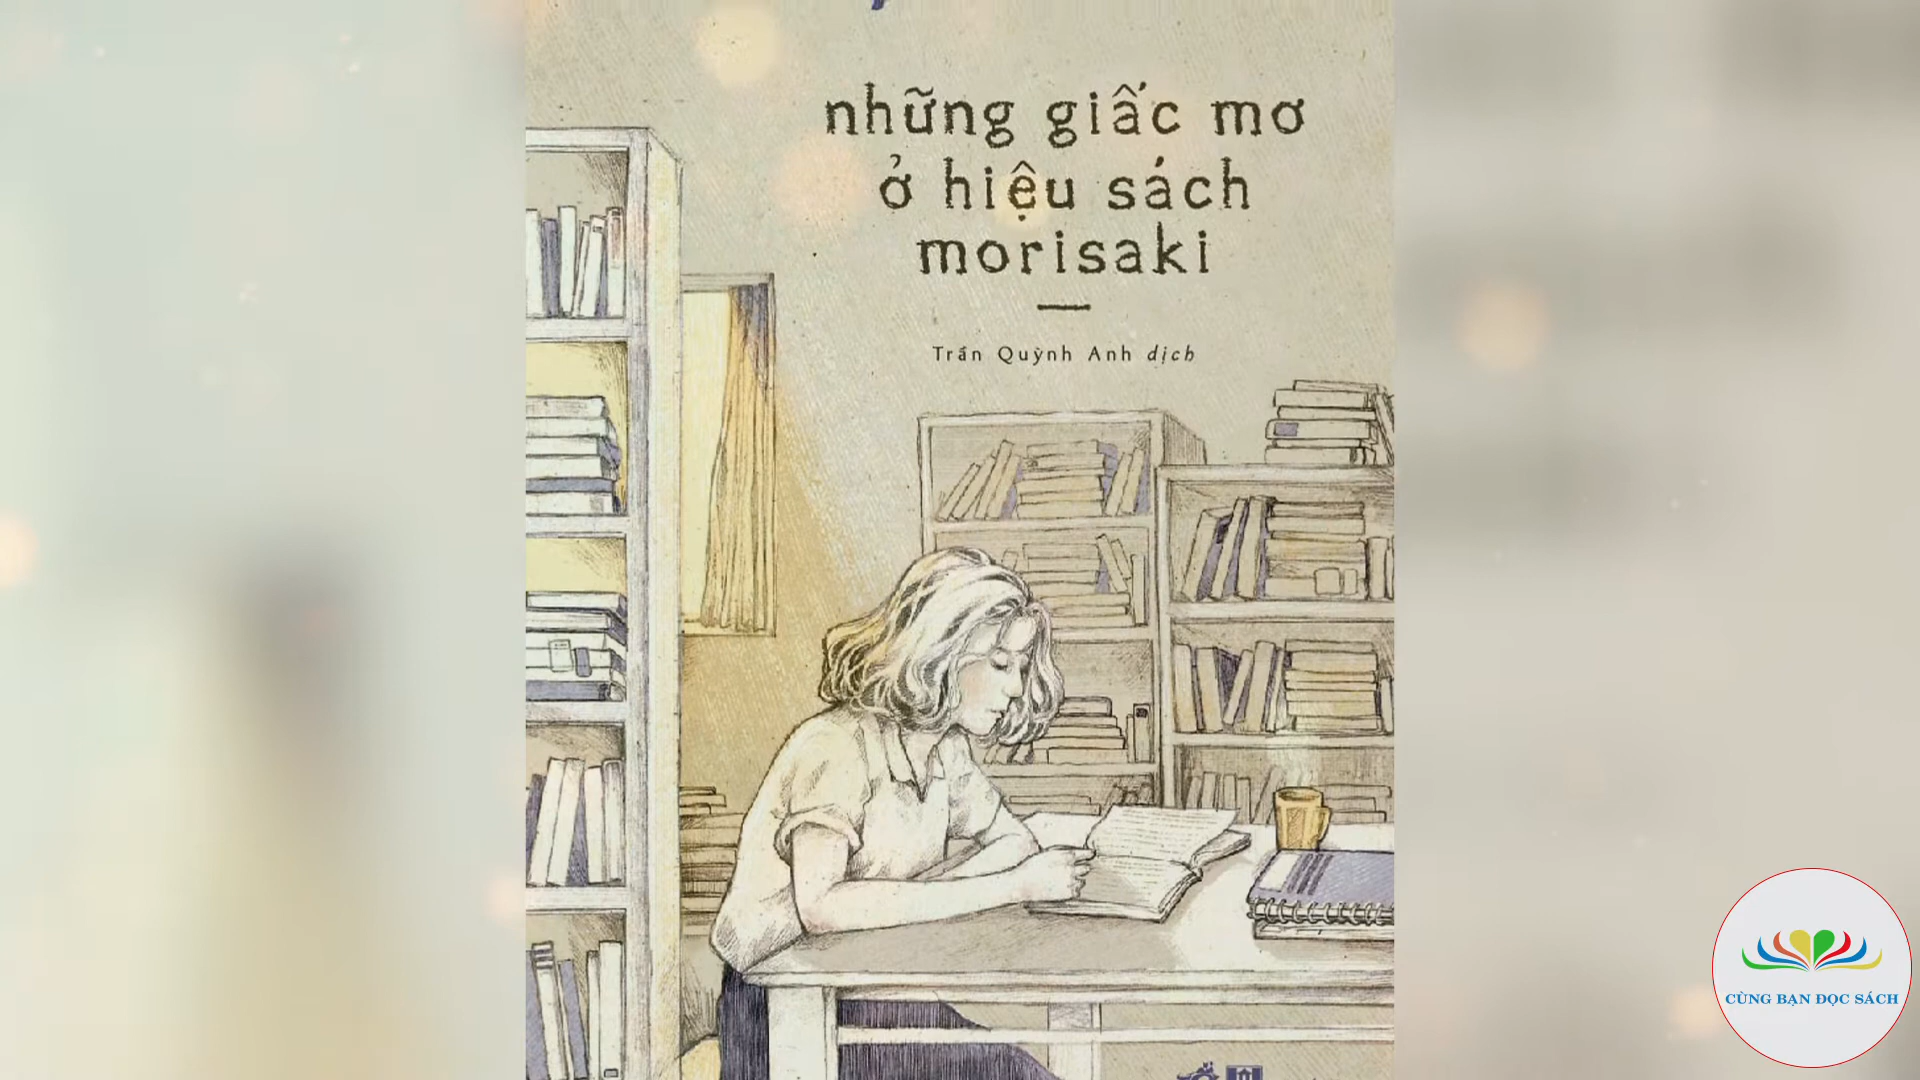 những giấc mơ
ở hiệu sách
morisaki
Trần Quỳnh Anh dịch
CÙNG BẠN ĐỌC SÁCH